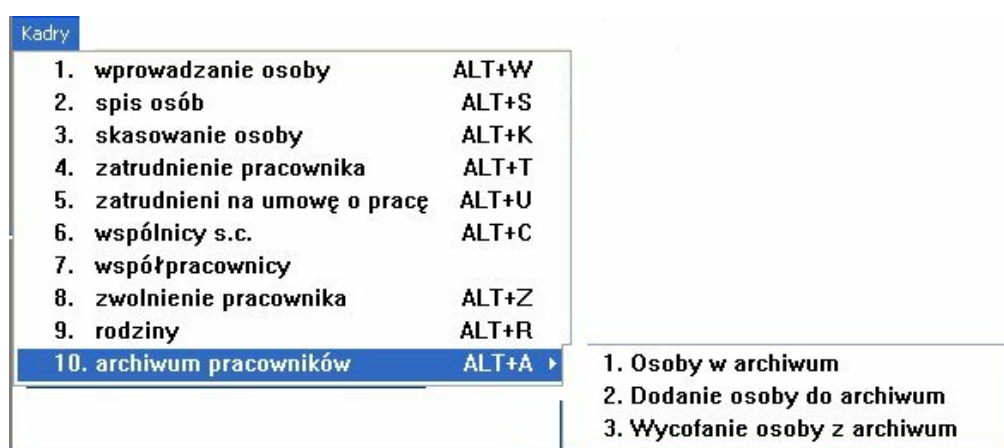 Kadry
1. wprowadzanie osoby ALT+W
2. spis osób ALT+S
3. skasowanie osoby ALT+K
4. zatrudnienie pracownika ALT+T
5. zatrudnieni na umowę o pracę ALT+U
6. wspólnicy s.c. ALT+C
7. współpracownicy
8. zwolnienie pracownika ALT+Z
9. rodziny ALT+R
10. archiwum pracowników ALT+A
1. Osoby w archiwum
2. Dodanie osoby do archiwum
3. Wycofanie osoby z archiwum